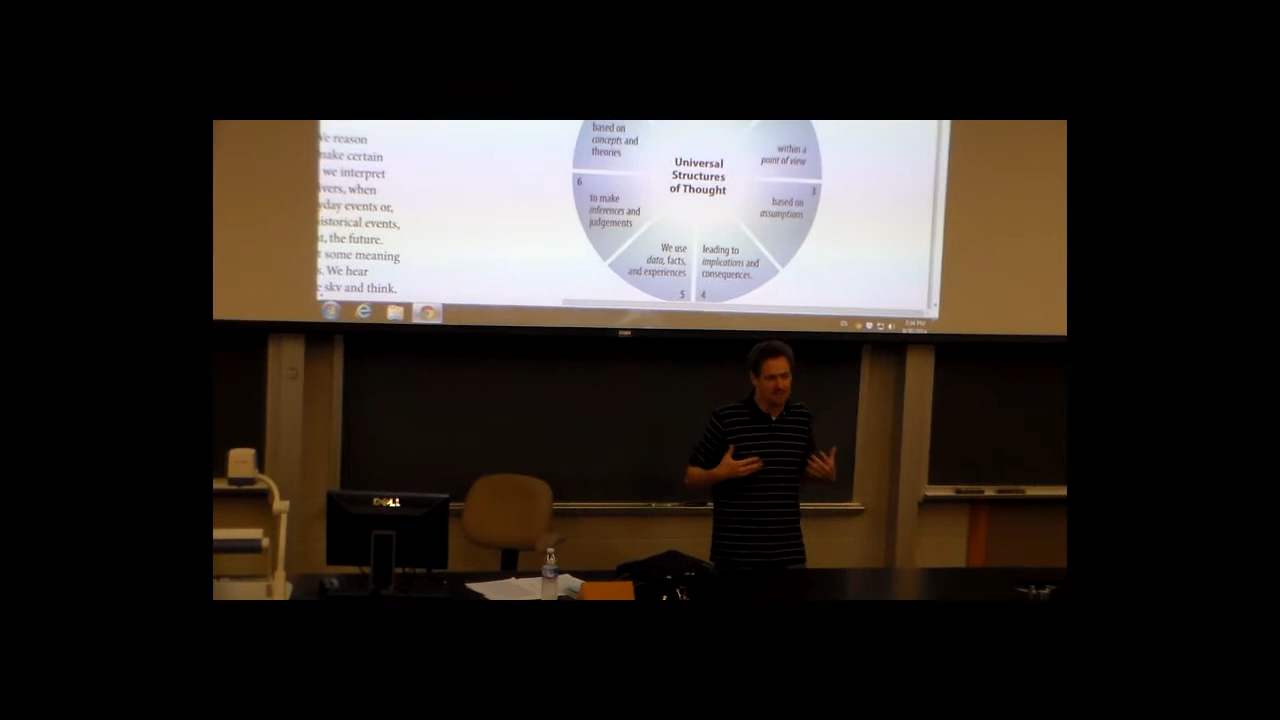 We reason
make certain
we interpret
ivers, when
yday events or,
istorical events,
t, the future.
t some meaning
s. We hear
e sky and think.
based on
concepts and
theories
Universal
Structures
of Thought
within a
point of view
6
to make
inferences and
judgements
3
based on
assumptions
We use
data, facts,
and experiences
5
leading to
implications and
consequences.
4
DELL